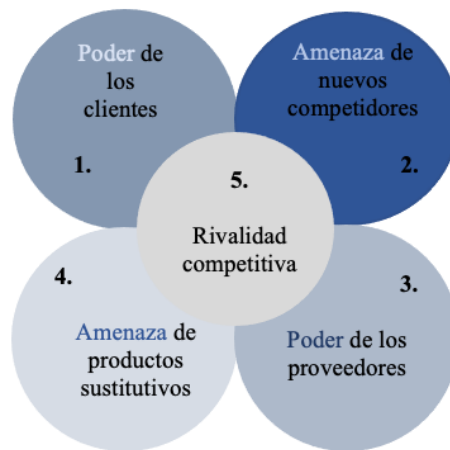 Poder de
los
clientes
1.
Amenaza de
nuevos
competidores
2.
3.
Poder de los
proveedores
4.
Amenaza de
productos
sustitutivos
5.
Rivalidad
competitiva